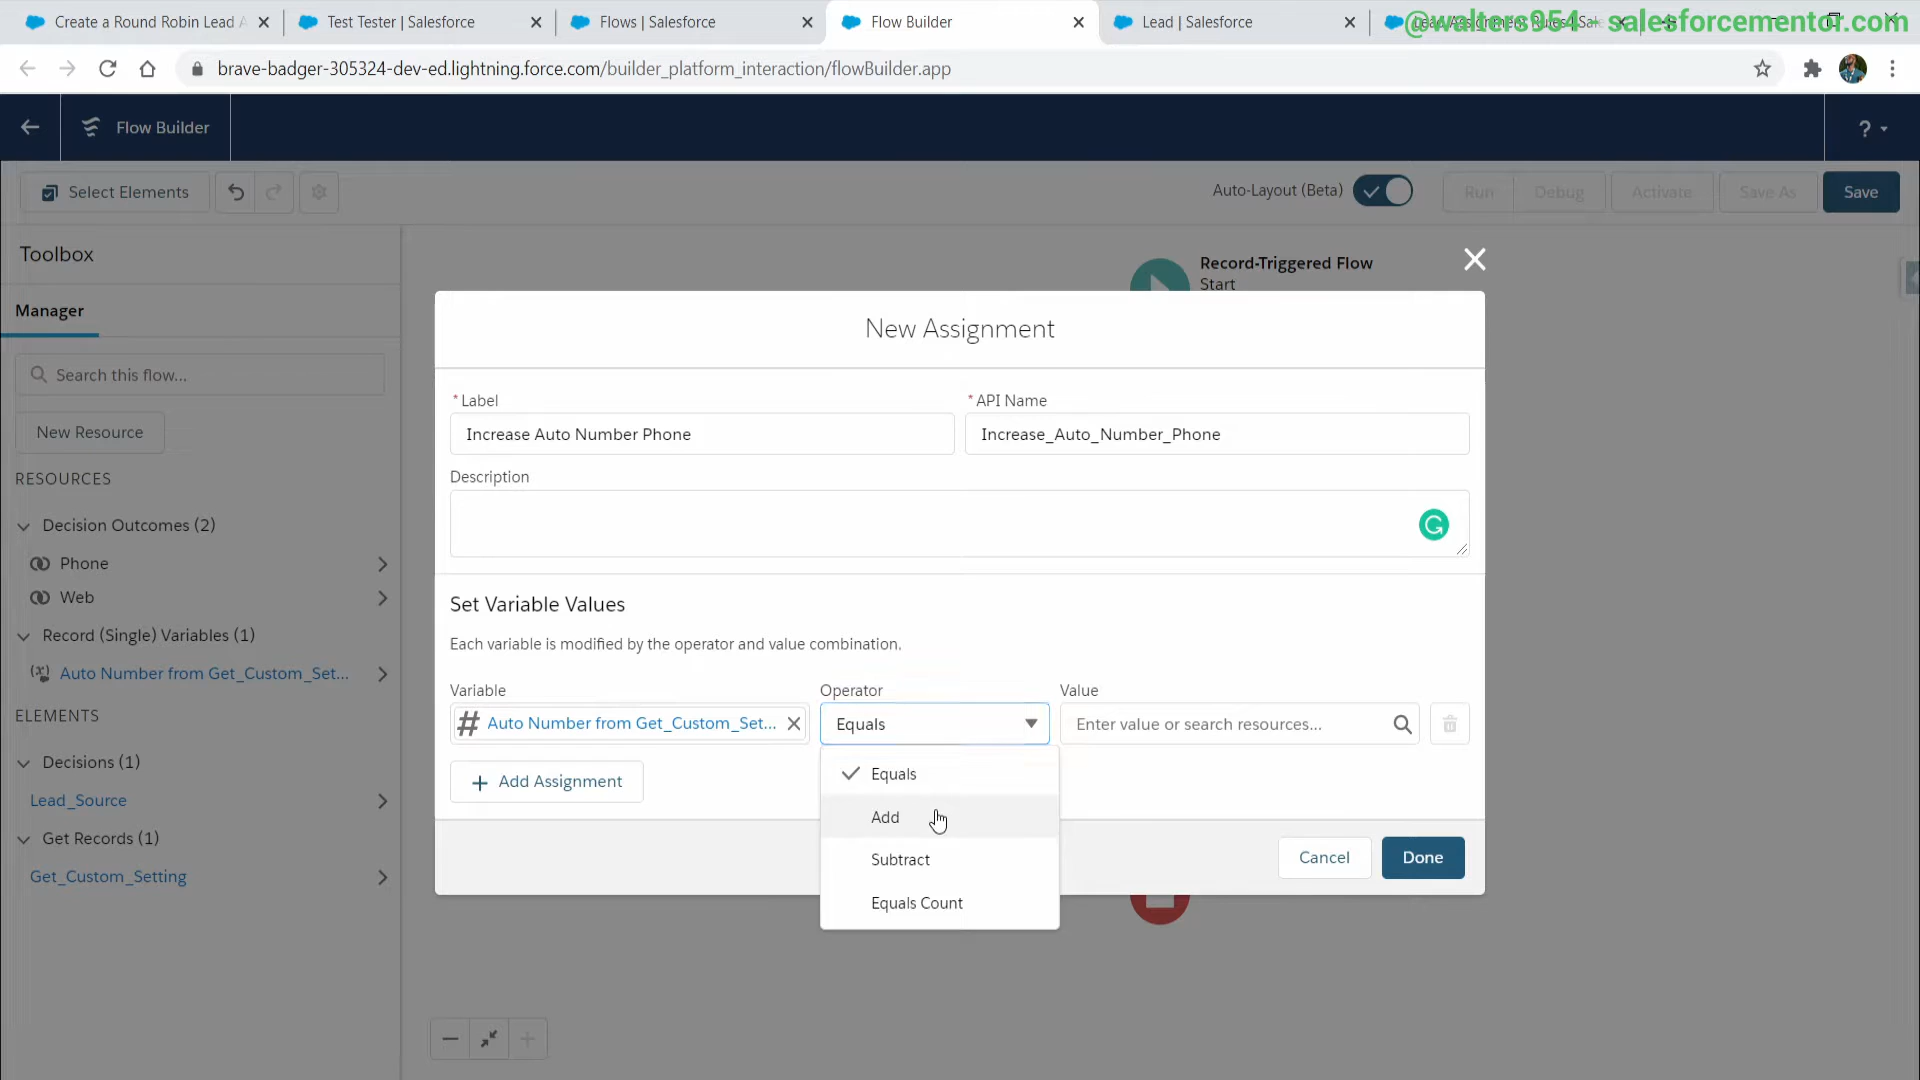 Create a Round Robin Lead A
Test Tester | Salesforce
Flows | Salesforce
Flow Builder
Lead | Salesforce
Lead Assignment Rules | Sale
@walters954 - salesforcementor.com
brave-badger-305324-dev-ed.lightning.force.com/builder_platform_interaction/flowBuilder.app
Flow Builder
?
Select Elements
Auto-Layout (Beta)
Run
Debug
Activate
Save As
Save
Toolbox
Manager
Search this flow...
New Resource
RESOURCES
Decision Outcomes (2)
Phone
Web
Record (Single) Variables (1)
Auto Number from Get_Custom_Set...
ELEMENTS
Decisions (1)
Lead_Source
Get Records (1)
Get_Custom_Setting
Record-Triggered Flow
Start
New Assignment
* Label
Increase Auto Number Phone
* API Name
Increase_Auto_Number_Phone
Description
Set Variable Values
Each variable is modified by the operator and value combination.
Variable
Auto Number from Get_Custom_Set...
Operator
Equals
Value
Enter value or search resources...
Equals
Add
Subtract
Equals Count
+ Add Assignment
Cancel
Done